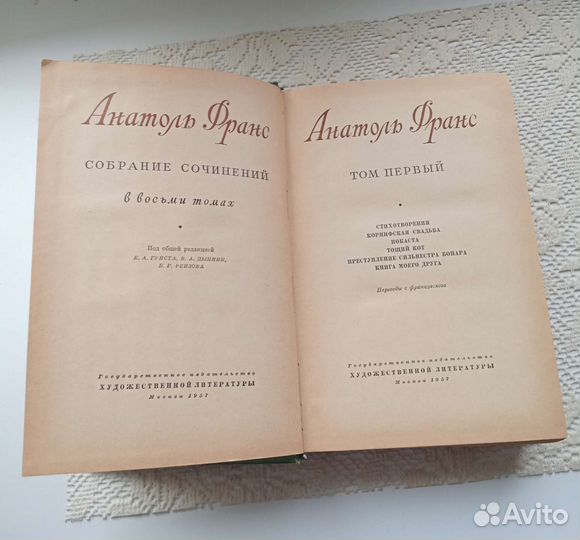 Анатоль Франс
СОБРАНИЕ СОЧИНЕНИЙ
в восьми томах
Под общей редакцией
Е. А. ГУНСТА, В. А. ДЫННИК,
Б. Г. РЕИЗОВА
Государственное издательство
ХУДОЖЕСТВЕННОЙ ЛИТЕРАТУРЫ
Москва 1957
Анатоль Франс
ТОМ ПЕРВЫЙ
СТИХОТВОРЕНИЯ
КОРИНФСКАЯ СВАДЬБА
ИОКАСТА
ТОЩИЙ КОТ
ПРЕСТУПЛЕНИЕ СИЛЬВЕСТРА БОНАРА
КНИГА МОЕГО ДРУГА
Переводы с французского
Государственное издательство
ХУДОЖЕСТВЕННОЙ ЛИТЕРАТУРЫ
Москва 1957
Avito